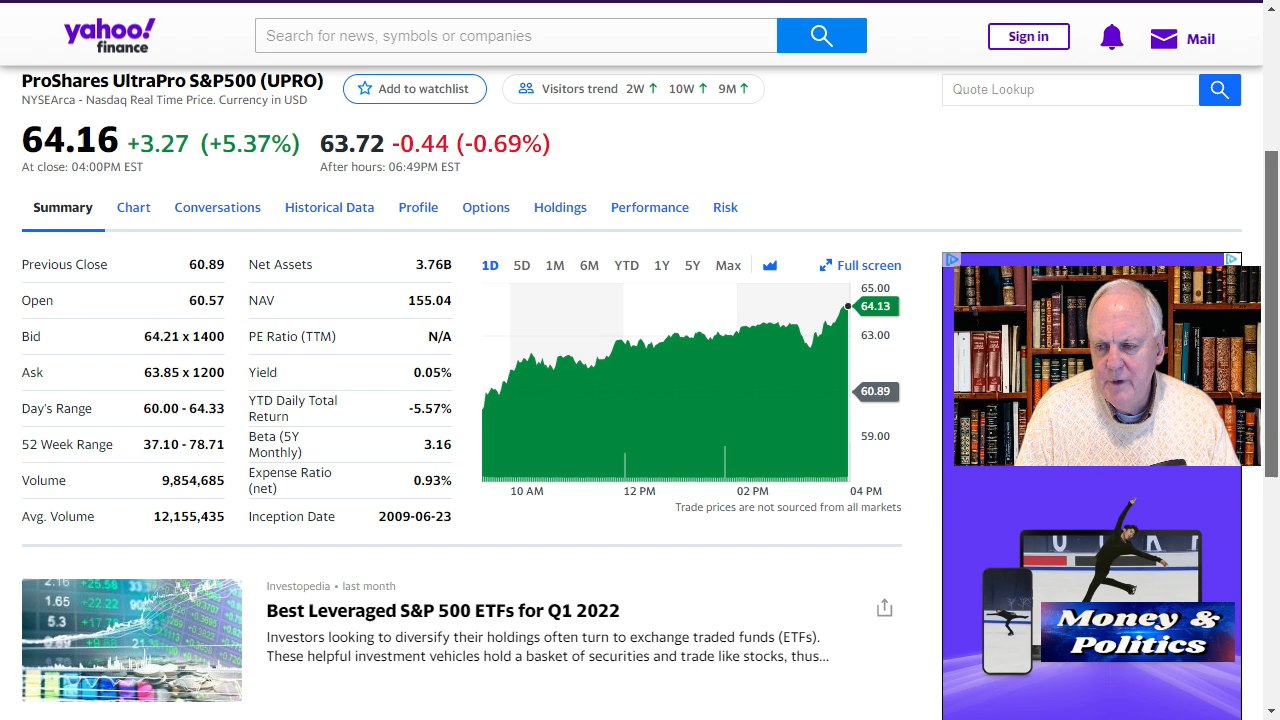 yahoo!
finance
Search for news, symbols or companies
Sign in
Mail
ProShares UltraPro S&P500 (UPRO)
NYSEArca - Nasdaq Real Time Price. Currency in USD
Add to watchlist
Visitors trend 2W ↑ 10W ↑ 9M ↑
Quote Lookup
64.16 +3.27 (+5.37%)
At close: 04:00PM EST
63.72 -0.44 (-0.69%)
After hours: 06:49PM EST
Summary Chart Conversations Historical Data Profile Options Holdings Performance Risk
Previous Close 60.89
Open 60.57
Bid 64.21 x 1400
Ask 63.85 x 1200
Day's Range 60.00 - 64.33
52 Week Range 37.10 - 78.71
Volume 9,854,685
Avg. Volume 12,155,435
Net Assets 3.76B
NAV 155.04
PE Ratio (TTM) N/A
Yield 0.05%
YTD Daily Total
Return -5.57%
Beta (5Y
Monthly) 3.16
Expense Ratio
(net) 0.93%
Inception Date 2009-06-23
1D 5D 1M 6M YTD 1Y 5Y Max Full screen
65.00
64.13
63.00
60.89
59.00
10 AM 12 PM 02 PM 04 PM
Trade prices are not sourced from all markets
Investopedia • last month
Best Leveraged S&P 500 ETFs for Q1 2022
Investors looking to diversify their holdings often turn to exchange traded funds (ETFs).
These helpful investment vehicles hold a basket of securities and trade like stocks, thus...
Money &
Politics